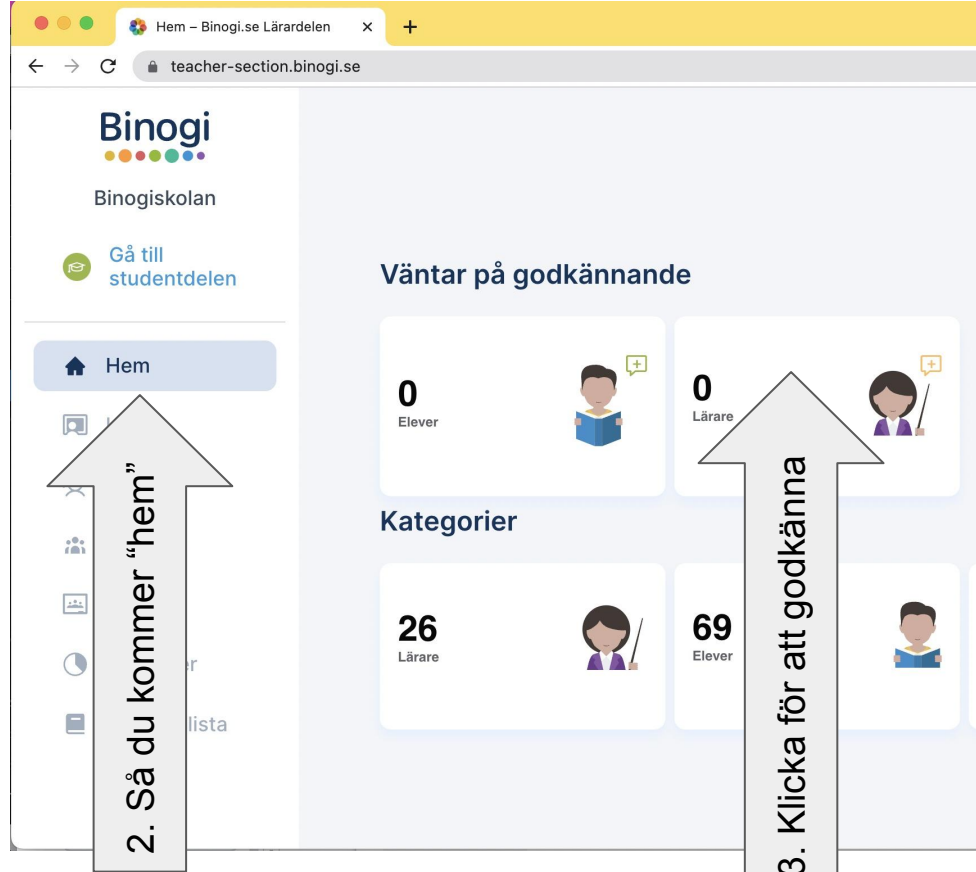 Hem – Binogi.se Lärardelen
teacher-section.binogi.se
Binogi
Binogiskolan
Gå till
studentdelen
Hem
lista
Väntar på godkännande
0
Elever
0
Lärare
Kategorier
26
Lärare
69
Elever
2. Så du kommer “hem”
3. Klicka för att godkänna